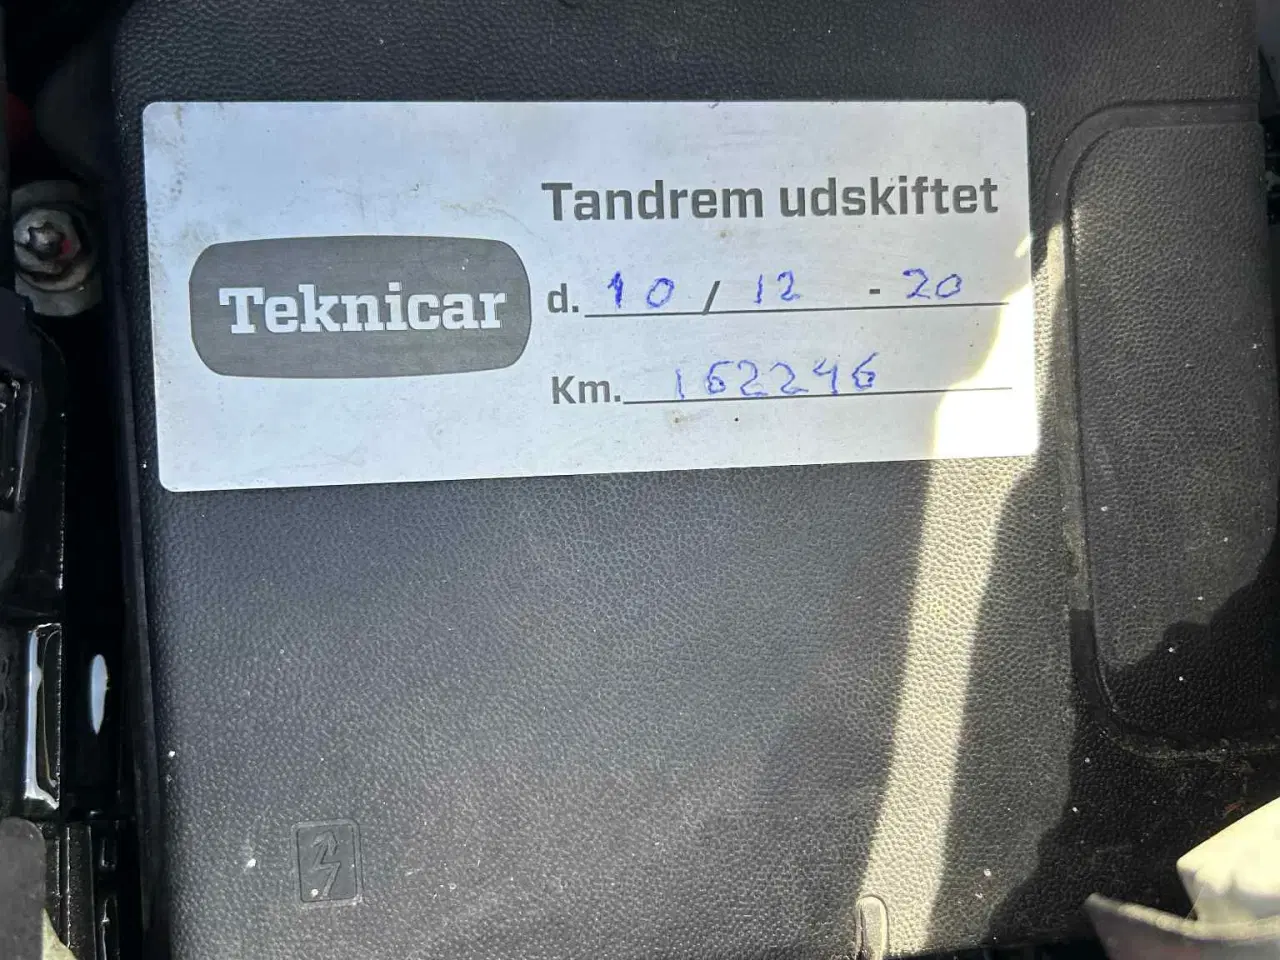 Tandrem udskiftet
Teknicar
d. 10 / 12 - 20
Km. 162246